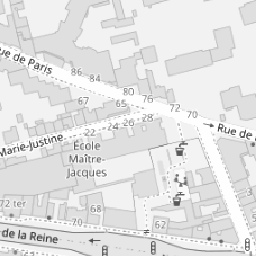 ue de Paris
86
84
80
76
72
70
67
65
28
26
24
22
Rue de
Marie-Justine
École
Maître-
Jacques
72 ter
70
68
62
de la Reine